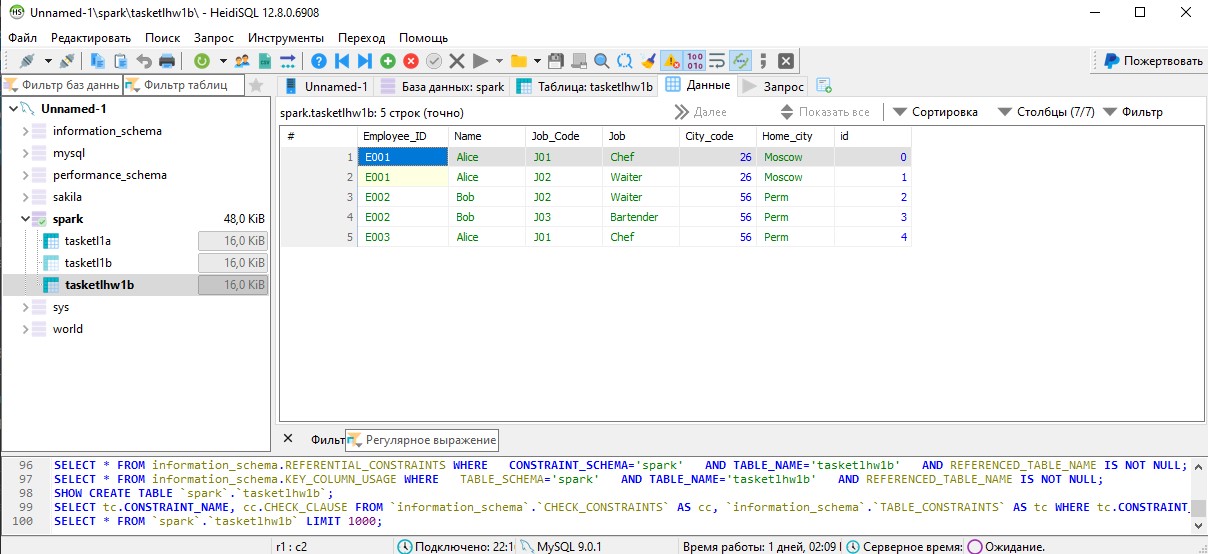 Unnamed-1\spark\tasketlhw1b\ - HeidiSQL 12.8.0.6908
Файл Редактировать Поиск Запрос Инструменты Переход Помощь
Пожертвовать
Фильтр баз даннь Фильтр таблиц
Unnamed-1 База данных: spark Таблица: tasketlhw1b Данные Запрос
Unnamed-1
information_schema
mysql
performance_schema
sakila
spark 48,0 KiB
tasketl1a 16,0 KiB
tasketl1b 16,0 KiB
tasketlhw1b 16,0 KiB
sys
world
spark.tasketlhw1b: 5 строк (точно) Далее Показать все Сортировка Столбцы (7/7) Фильтр
# Employee_ID Name Job_Code Job City_code Home_city id
1 E001 Alice J01 Chef 26 Moscow 0
2 E001 Alice J02 Waiter 26 Moscow 1
3 E002 Bob J02 Waiter 56 Perm 2
4 E002 Bob J03 Bartender 56 Perm 3
5 E003 Alice J01 Chef 56 Perm 4
Фильт Регулярное выражение
96 SELECT * FROM information_schema.REFERENTIAL_CONSTRAINTS WHERE CONSTRAINT_SCHEMA='spark' AND TABLE_NAME='tasketlhw1b' AND REFERENCED_TABLE_NAME IS NOT NULL;
97 SELECT * FROM information_schema.KEY_COLUMN_USAGE WHERE TABLE_SCHEMA='spark' AND TABLE_NAME='tasketlhw1b' AND REFERENCED_TABLE_NAME IS NOT NULL;
98 SHOW CREATE TABLE `spark`.`tasketlhw1b`;
99 SELECT tc.CONSTRAINT_NAME, cc.CHECK_CLAUSE FROM `information_schema`.`CHECK_CONSTRAINTS` AS cc, `information_schema`.`TABLE_CONSTRAINTS` AS tc WHERE tc.CONSTRAINT_
100 SELECT * FROM `spark`.`tasketlhw1b` LIMIT 1000;
r1 : c2 Подключено: 22:1 MySQL 9.0.1 Время работы: 1 дней, 02:09 Серверное время: Ожидание.